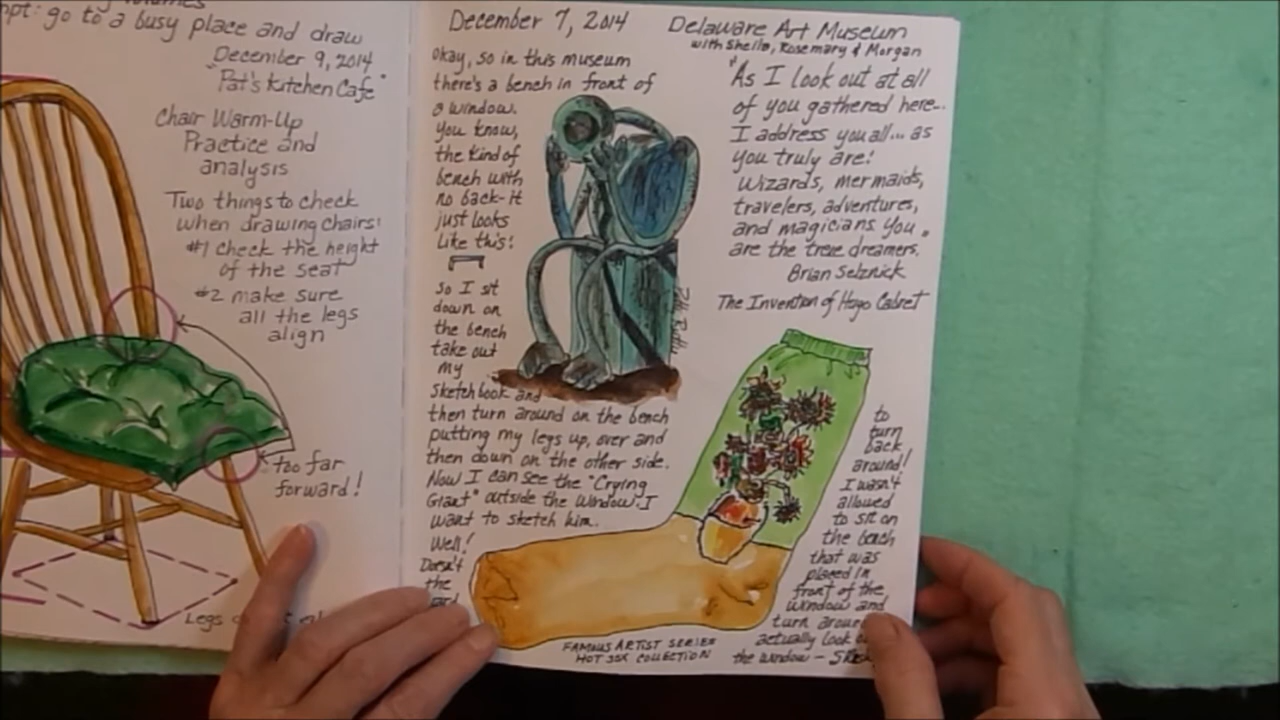 mpt: go to a busy place and draw
December 9, 2014
"Pat's Kitchen Cafe"
Chair Warm-Up
Practice and
analysis
Two things to check
when drawing chairs:
#1 check the height
of the seat
#2 make sure
all the legs
align
too far
forward!
Legs
December 7, 2014
Delaware Art Museum
with Sheila, Rosemary & Morgan
Okay, so in this museum
there's a bench in front of
a window.
You know,
the kind of
bench with
no back-it
just looks
like this:
So I sit
down on
the bench
take out
my
sketchbook and
then turn around on the bench
putting my legs up, over and
then down on the other side.
Now I can see the "Crying
Giant" outside the window. I
want to sketch him.
Well!
Doesn't
the
"As I look out at all
of you gathered here...
I address you all... as
you truly are:
Wizards, mermaids,
travelers, adventures,
and magicians. You
are the true dreamers."
Brian Selznick
The Invention of Hugo Cabret
to
turn
back
around!
I wasn't
allowed
to sit on
the bench
that was
placed in
front of the
window and
turn around
actually look
the window -
FAMOUS ARTIST SERIES
HOT SOX COLLECTION